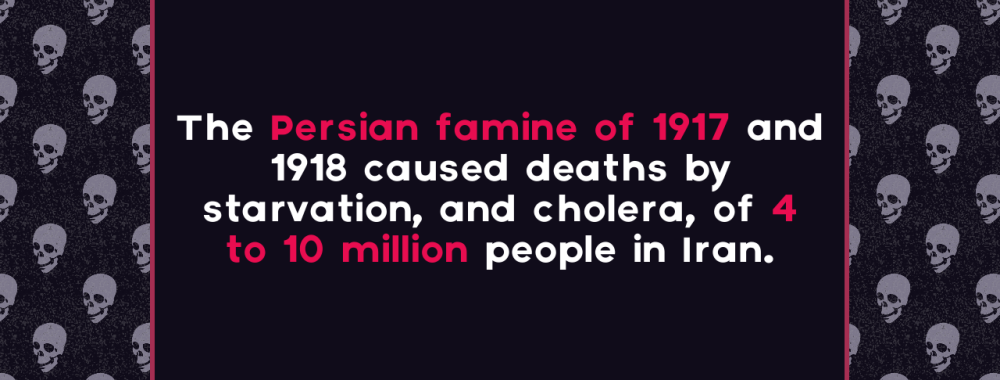 The Persian famine of 1917 and
1918 caused deaths by
starvation, and cholera, of 4
to 10 million people in Iran.